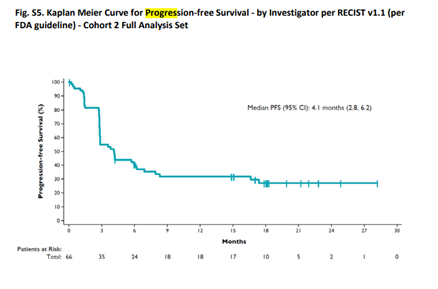 Fig. S5. Kaplan Meier Curve for Progression-free Survival - by Investigator per RECIST v1.1 (per
FDA guideline) - Cohort 2 Full Analysis Set
Median PFS (95% CI): 4.1 months (2.8, 6.2)
Progression-free Survival (%)
100
90
80
70
60
50
40
30
20
10
0
0 3 6 9 12 15 18 21 24 27 30
Months
Patients at Risk:
Total: 66 35 24 18 18 17 10 5 2 1 0